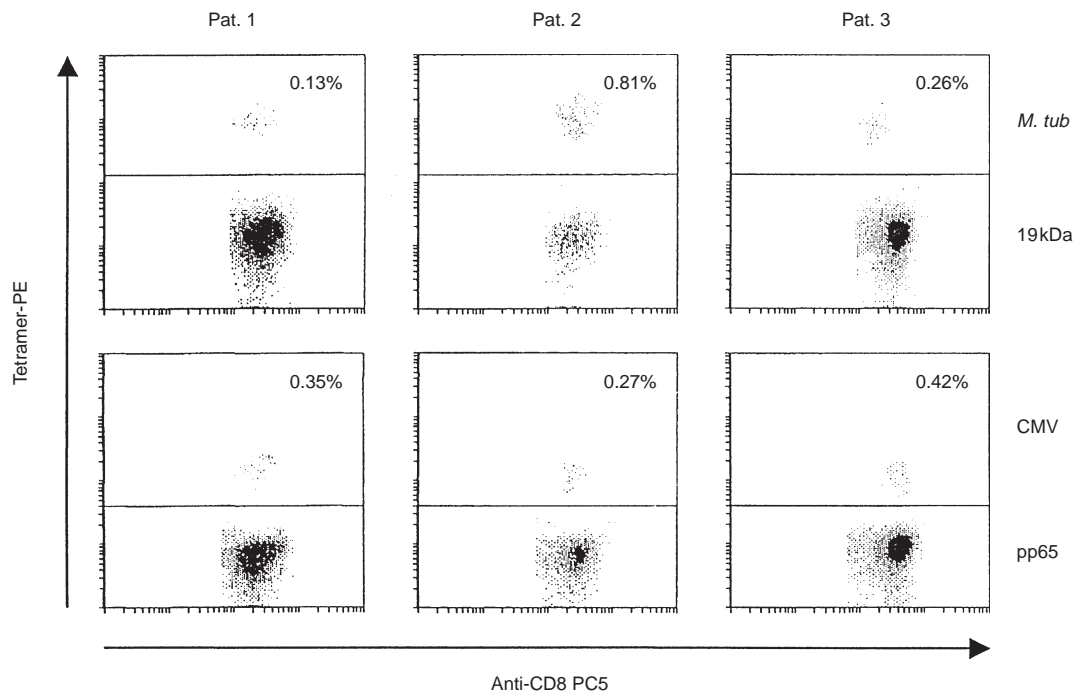 Pat. 1
Pat. 2
Pat. 3
0.13%
0.81%
0.26%
M. tub
19kDa
Tetramer-PE
0.35%
0.27%
0.42%
CMV
pp65
Anti-CD8 PC5